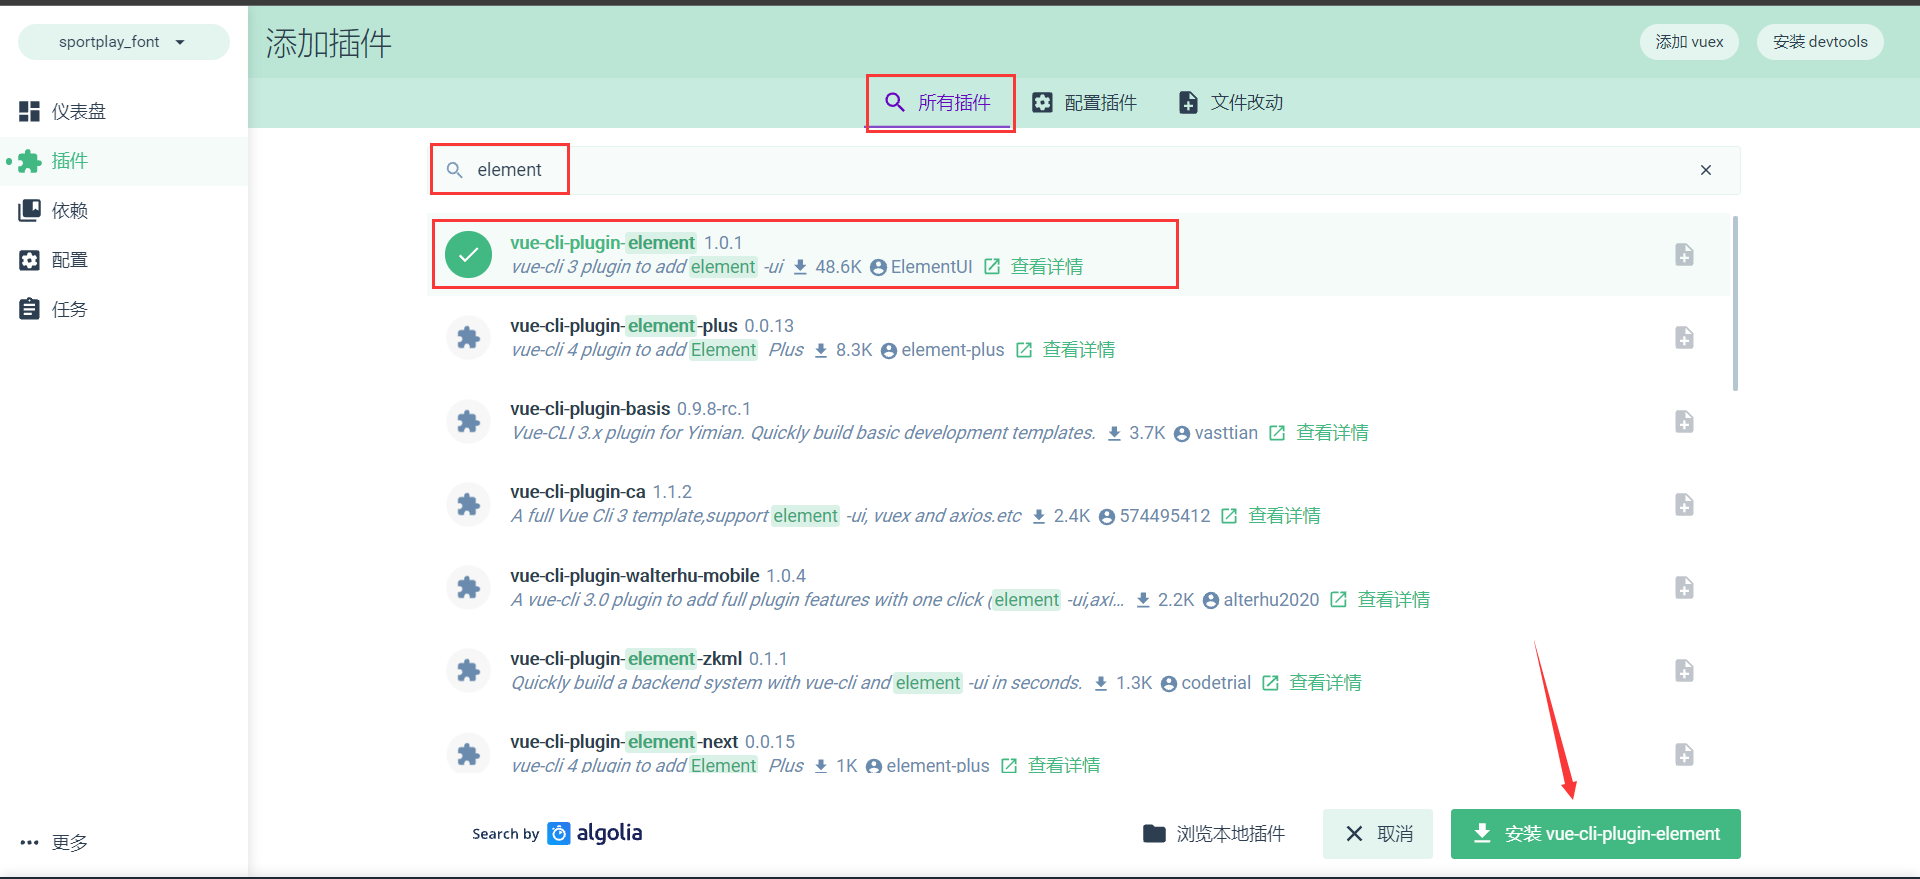 sportplay_font
添加插件
添加 vuex
安装 devtools
仪表盘
插件
依赖
配置
任务
更多
所有插件
配置插件
文件改动
element
vue-cli-plugin-element 1.0.1
vue-cli 3 plugin to add element -ui 48.6K ElementUI 查看详情
vue-cli-plugin-element-plus 0.0.13
vue-cli 4 plugin to add Element Plus 8.3K element-plus 查看详情
vue-cli-plugin-basis 0.9.8-rc.1
Vue-CLI 3.x plugin for Yimian. Quickly build basic development templates. 3.7K vasttian 查看详情
vue-cli-plugin-ca 1.1.2
A full Vue Cli 3 template,support element -ui, vuex and axios.etc 2.4K 574495412 查看详情
vue-cli-plugin-walterhu-mobile 1.0.4
A vue-cli 3.0 plugin to add full plugin features with one click (element -ui,axi... 2.2K alterhu2020 查看详情
vue-cli-plugin-element-zkml 0.1.1
Quickly build a backend system with vue-cli and element -ui in seconds. 1.3K codetrial 查看详情
vue-cli-plugin-element-next 0.0.15
vue-cli 4 plugin to add Element Plus 1K element-plus 查看详情
Search by algolia
浏览本地插件
取消
安装 vue-cli-plugin-element